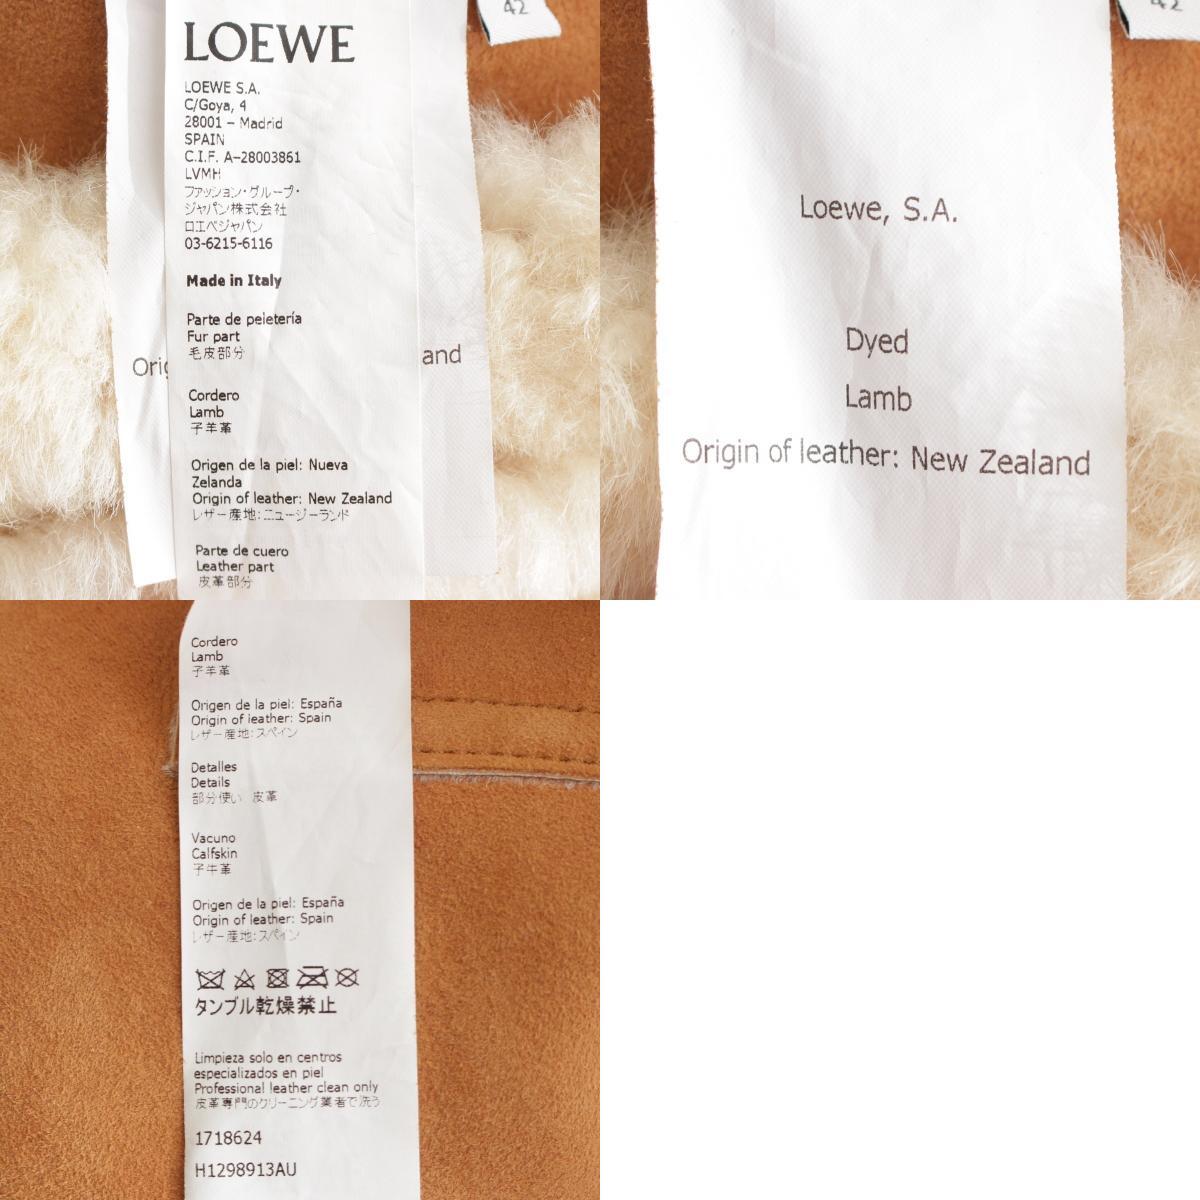 42
LOEWE
LOEWE S.A.
C/Goya, 4
28001 – Madrid
SPAIN
C.I.F. A–28003861
LVMH
ファッション・グループ・
ジャパン株式会社
ロエベジャパン
03-6215-6116
Made in Italy
Parte de peletería
Fur part
毛皮部分
Orig
and
Cordero
Lamb
子羊革
Origen de la piel: Nueva
Zelanda
Origin of leather: New Zealand
レザー産地:ニュージーランド
Parte de cuero
Leather part
皮革部分
42
Loewe, S.A.
Dyed
Lamb
Origin of leather: New Zealand
Cordero
Lamb
子羊革
Origen de la piel: España
Origin of leather: Spain
レザー産地:スペイン
Detalles
Details
部分使い 皮革
Vacuno
Calfskin
子牛革
Origen de la piel: España
Origin of leather: Spain
レザー産地:スペイン
タンブル乾燥禁止
Limpieza solo en centros
especializados en piel
Professional leather clean only
皮革専門のクリーニング業者で洗う
1718624
H1298913AU